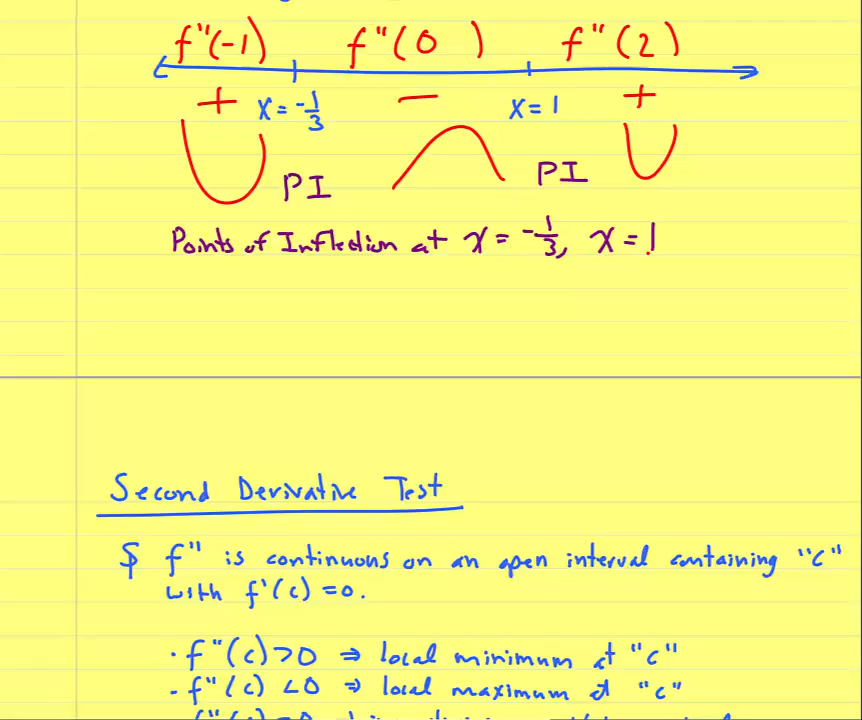 f"(-1) f"(0) f"(2)
+ x = -1/3 - x = 1 +
PI PI
Points of Inflection at x = -1/3, x = 1
Second Derivative Test
$ f" is continuous on an open interval containing "c"
with f'(c) = 0.
· f"(c) > 0 ⇒ local minimum at "c"
· f"(c) < 0 ⇒ local maximum at "c"